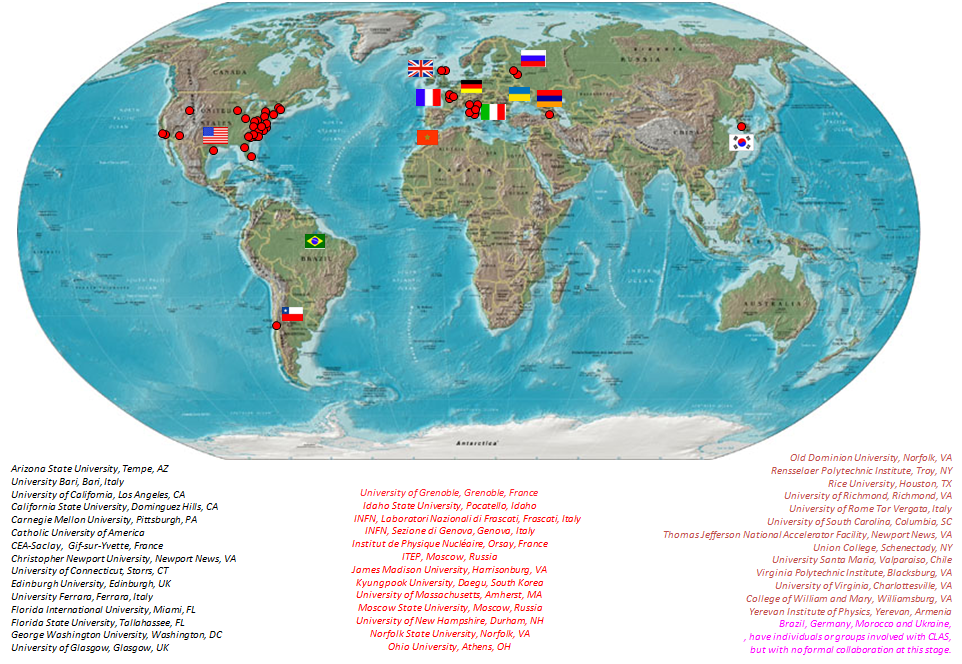 CANADA
RUSSIA
UNITED
STATES
CHINA
BRAZIL
AUSTRALIA
Antarctica
Arizona State University, Tempe, AZ
University Bari, Bari, Italy
University of California, Los Angeles, CA
California State University, Dominguez Hills, CA
Carnegie Mellon University, Pittsburgh, PA
Catholic University of America
CEA-Saclay, Gif-sur-Yvette, France
Christopher Newport University, Newport News, VA
University of Connecticut, Storrs, CT
Edinburgh University, Edinburgh, UK
University Ferrara, Ferrara, Italy
Florida International University, Miami, FL
Florida State University, Tallahassee, FL
George Washington University, Washington, DC
University of Glasgow, Glasgow, UK
University of Grenoble, Grenoble, France
Idaho State University, Pocatello, Idaho
INFN, Laboratori Nazionali di Frascati, Frascati, Italy
INFN, Sezione di Genova, Genova, Italy
Institut de Physique Nucléaire, Orsay, France
ITEP, Moscow, Russia
James Madison University, Harrisonburg, VA
Kyungpook University, Daegu, South Korea
University of Massachusetts, Amherst, MA
Moscow State University, Moscow, Russia
University of New Hampshire, Durham, NH
Norfolk State University, Norfolk, VA
Ohio University, Athens, OH
Old Dominion University, Norfolk, VA
Rensselaer Polytechnic Institute, Troy, NY
Rice University, Houston, TX
University of Richmond, Richmond, VA
University of Rome Tor Vergata, Italy
University of South Carolina, Columbia, SC
Thomas Jefferson National Accelerator Facility, Newport News, VA
Union College, Schenectady, NY
University Santa Maria, Valparaiso, Chile
Virginia Polytechnic Institute, Blacksburg, VA
University of Virginia, Charlottesville, VA
College of William and Mary, Williamsburg, VA
Yerevan Institute of Physics, Yerevan, Armenia
Brazil, Germany, Morocco and Ukraine,
, have individuals or groups involved with CLAS,
but with no formal collaboration at this stage.